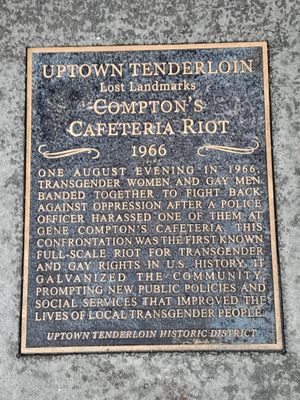 UPTOWN TENDERLOIN
Lost Landmarks
COMPTON'S
CAFETERIA RIOT
1966
ONE AUGUST EVENING IN 1966,
TRANSGENDER WOMEN AND GAY MEN
BANDED TOGETHER TO FIGHT BACK
AGAINST OPPRESSION AFTER A POLICE
OFFICER HARASSED ONE OF THEM AT
GENE COMPTON'S CAFETERIA. THIS
CONFRONTATION WAS THE FIRST KNOWN
FULL-SCALE RIOT FOR TRANSGENDER
AND GAY RIGHTS IN U.S. HISTORY. IT
GALVANIZED THE COMMUNITY,
PROMPTING NEW PUBLIC POLICIES AND
SOCIAL SERVICES THAT IMPROVED THE
LIVES OF LOCAL TRANSGENDER PEOPLE.
UPTOWN TENDERLOIN HISTORIC DISTRICT